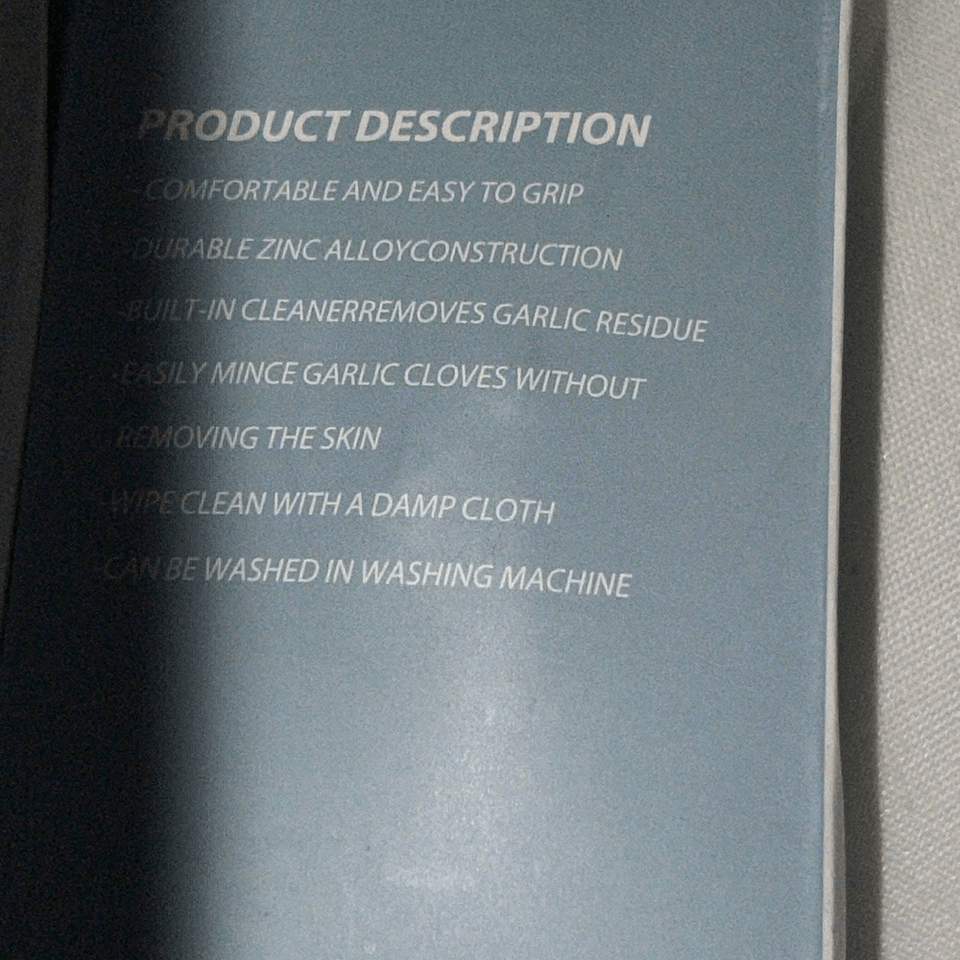 PRODUCT DESCRIPTION
-COMFORTABLE AND EASY TO GRIP
-DURABLE ZINC ALLOYCONSTRUCTION
-BUILT-IN CLEANERREMOVES GARLIC RESIDUE
-EASILY MINCE GARLIC CLOVES WITHOUT
REMOVING THE SKIN
-WIPE CLEAN WITH A DAMP CLOTH
-CAN BE WASHED IN WASHING MACHINE